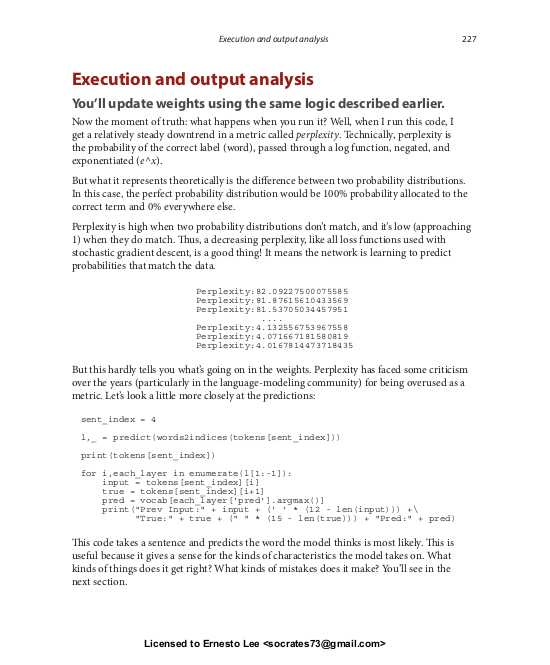 Execution and output analysis 227
Execution and output analysis
You’ll update weights using the same logic described earlier.
Now the moment of truth: what happens when you run it? Well, when I run this code, I
get a relatively steady downtrend in a metric called perplexity. Technically, perplexity is
the probability of the correct label (word), passed through a log function, negated, and
exponentiated (e^x).
But what it represents theoretically is the difference between two probability distributions.
In this case, the perfect probability distribution would be 100% probability allocated to the
correct term and 0% everywhere else.
Perplexity is high when two probability distributions don’t match, and it’s low (approaching
1) when they do match. Thus, a decreasing perplexity, like all loss functions used with
stochastic gradient descent, is a good thing! It means the network is learning to predict
probabilities that match the data.
Perplexity:82.09227500075585
Perplexity:81.87615610433569
Perplexity:81.53705034457951
....
Perplexity:4.132556753967558
Perplexity:4.071667181580819
Perplexity:4.0167814473718435
But this hardly tells you what’s going on in the weights. Perplexity has faced some criticism
over the years (particularly in the language-modeling community) for being overused as a
metric. Let’s look a little more closely at the predictions:
sent_index = 4
l,_ = predict(words2indices(tokens[sent_index]))
print(tokens[sent_index])
for i,each_layer in enumerate(l[1:-1]):
    input = tokens[sent_index][i]
    true = tokens[sent_index][i+1]
    pred = vocab[each_layer['pred'].argmax()]
    print("Prev Input:" + input + (' ' * (12 - len(input))) +\
          "True:" + true + (" " * (15 - len(true))) + "Pred:" + pred)
This code takes a sentence and predicts the word the model thinks is most likely. This is
useful because it gives a sense for the kinds of characteristics the model takes on. What
kinds of things does it get right? What kinds of mistakes does it make? You’ll see in the
next section.
Licensed to Ernesto Lee <socrates73@gmail.com>